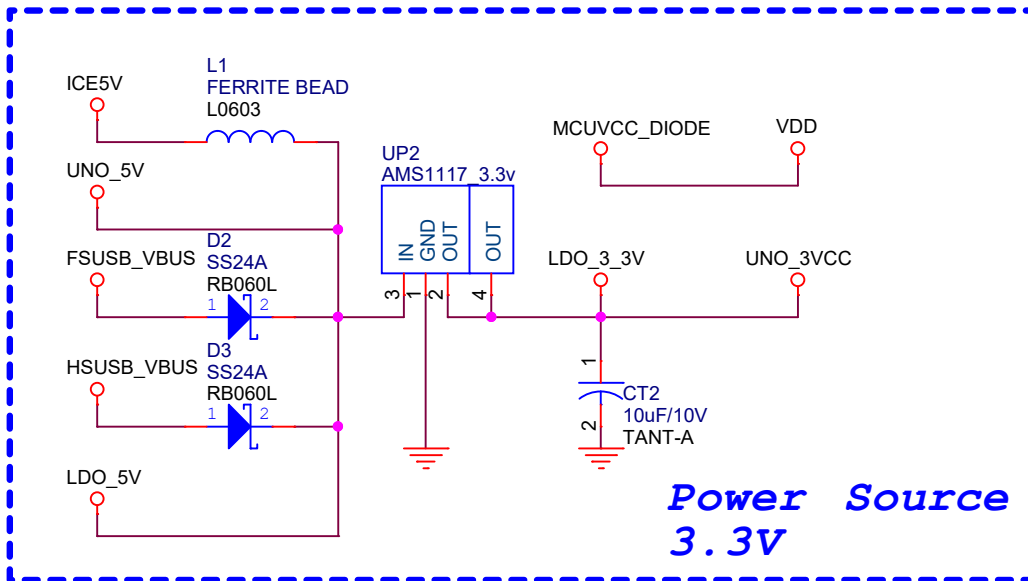 ICE5V
L1
FERRITE BEAD
L0603
UNO_5V
FSUSB_VBUS
D2
SS24A
RB060L
1 2
HSUSB_VBUS
D3
SS24A
RB060L
1 2
LDO_5V
UP2
AMS1117_3.3v
IN
GND
OUT
OUT
3
1
2
4
MCUVCC_DIODE
VDD
LDO_3_3V
UNO_3VCC
1
CT2
10uF/10V
TANT-A
2
Power Source
3.3V